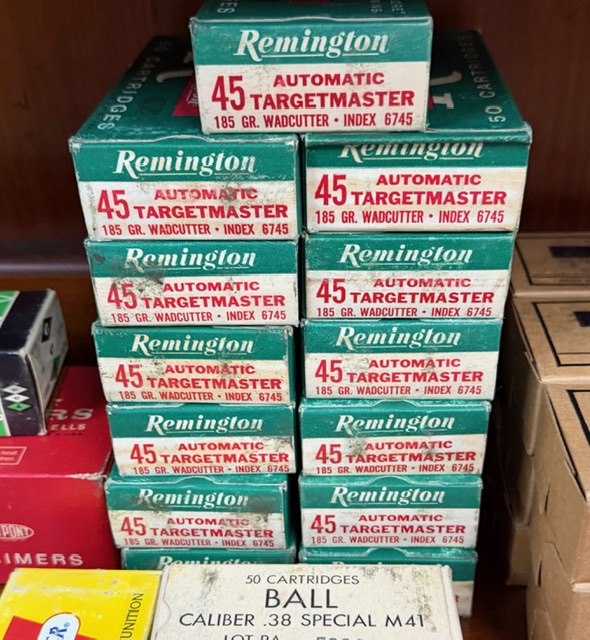 Remington
45 AUTOMATIC
TARGETMASTER
185 GR. WADCUTTER • INDEX 6745
50 CARTRIDGES
50 CARTRIDGES
Remington
45 AUTOMATIC
TARGETMASTER
185 GR. WADCUTTER • INDEX 6745
Remington
45 AUTOMATIC
TARGETMASTER
185 GR. WADCUTTER • INDEX 6745
Remington
45 AUTOMATIC
TARGETMASTER
185 GR. WADCUTTER • INDEX 6745
Remington
45 AUTOMATIC
TARGETMASTER
185 GR. WADCUTTER • INDEX 6745
Remington
45 AUTOMATIC
TARGETMASTER
185 GR. WADCUTTER • INDEX 6745
Remington
45 AUTOMATIC
TARGETMASTER
185 GR. WADCUTTER • INDEX 6745
Remington
45 AUTOMATIC
TARGETMASTER
185 GR. WADCUTTER • INDEX 6745
Remington
45 AUTOMATIC
TARGETMASTER
185 GR. WADCUTTER • INDEX 6745
Remington
45 AUTOMATIC
TARGETMASTER
185 GR. WADCUTTER • INDEX 6745
Remington
45 AUTOMATIC
TARGETMASTER
185 GR. WADCUTTER • INDEX 6745
Remington
Remington
50 CARTRIDGES
BALL
CALIBER .38 SPECIAL M41